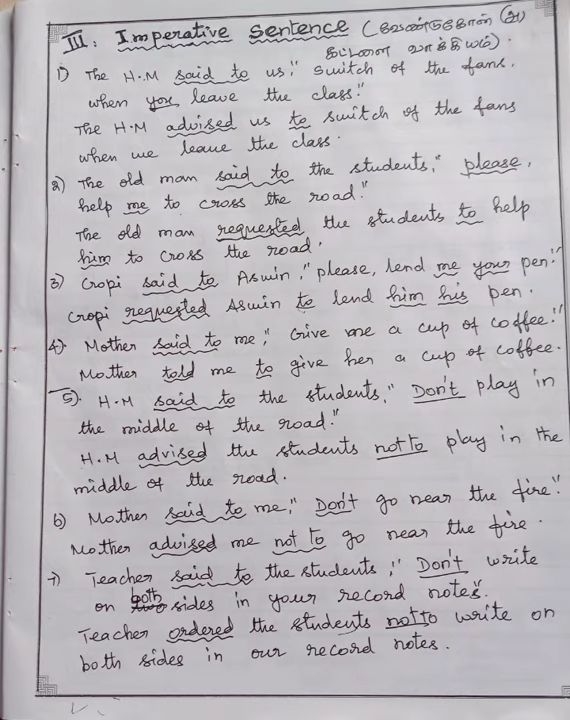 III. Imperative Sentence (வேண்டுகோள் (அ)
கட்டளை வாக்கியம்).
1) The H.M said to us," Switch of the fans.
when you leave the class."
The H.M advised us to switch of the fans
when we leave the class.
2) The old man said to the students," please,
help me to cross the road."
The old man requested the students to help
him to cross the road.
3) Cropi said to Aswin," please, lend me your pen."
Cropi requested Aswin to lend him his pen.
4) Mother said to me," Give me a cup of coffee."
Mother told me to give her a cup of coffee.
5). H.M said to the students," Don't play in
the middle of the road."
H.M advised the students not to play in the
middle of the road.
6) Mother said to me," Don't go near the fire."
Mother advised me not to go near the fire.
7) Teacher said to the students," Don't write
on both sides in your record notes".
Teacher ordered the students not to write on
both sides in our record notes.